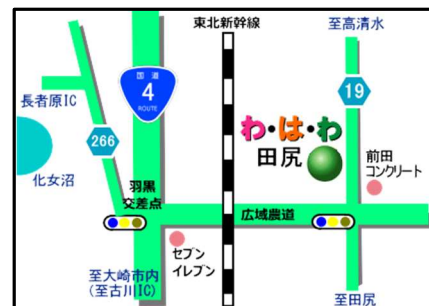 東北新幹線
至高清水
国道
4
ROUTE
19
長者原IC
266
わ・は・わ
田尻
前田
コンクリート
化女沼
羽黒
交差点
広域農道
セブン
イレブン
至大崎市内
(至古川IC)
至田尻